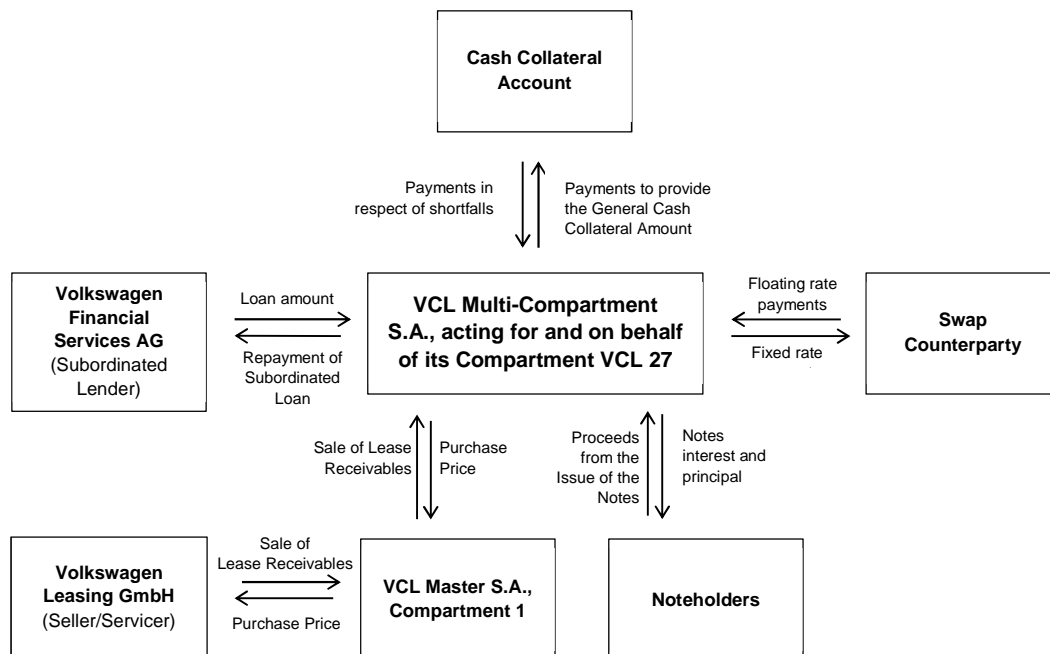 Cash Collateral
Account
Payments in
respect of shortfalls
Payments to provide
the General Cash
Collateral Amount
Volkswagen
Financial
Services AG
(Subordinated
Lender)
Loan amount
Repayment of
Subordinated
Loan
VCL Multi-Compartment
S.A., acting for and on behalf
of its Compartment VCL 27
Floating rate
payments
Fixed rate
Swap
Counterparty
Sale of Lease
Receivables
Purchase
Price
Proceeds
from the
Issue of the
Notes
Notes
interest and
principal
Volkswagen
Leasing GmbH
(Seller/Servicer)
Sale of
Lease Receivables
Purchase Price
VCL Master S.A.,
Compartment 1
Noteholders